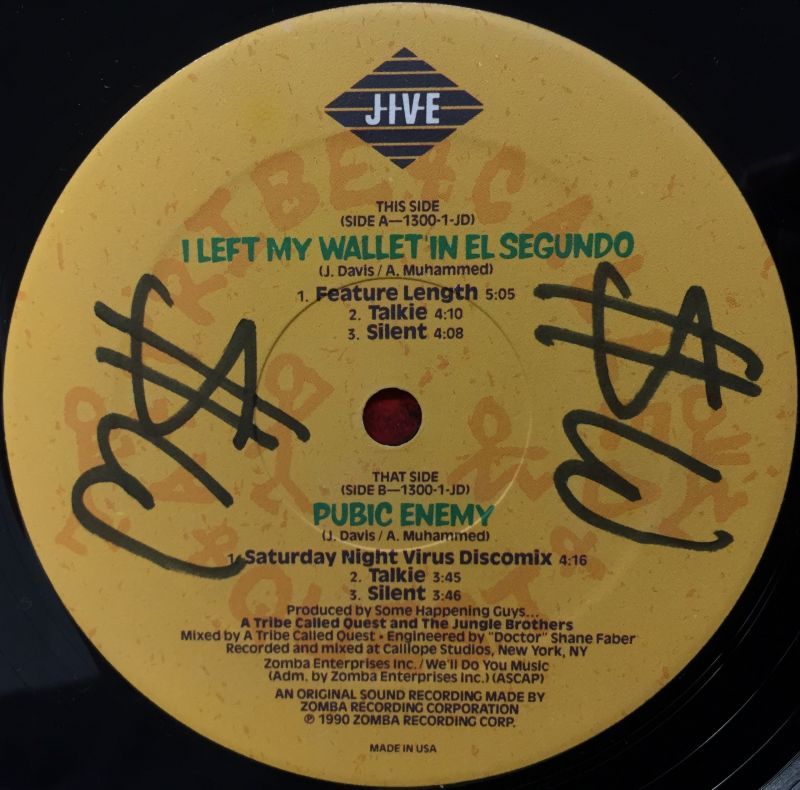 JIVE
A TRIBE CALLED QUEST
THIS SIDE
(SIDE A—1300-1-JD)
I LEFT MY WALLET IN EL SEGUNDO
(J. Davis / A. Muhammed)
1. Feature Length 5:05
2. Talkie 4:10
3. Silent 4:08
THAT SIDE
(SIDE B—1300-1-JD)
PUBIC ENEMY
(J. Davis / A. Muhammed)
1. Saturday Night Virus Discomix 4:16
2. Talkie 3:45
3. Silent 3:46
Produced by Some Happening Guys...
A Tribe Called Quest and The Jungle Brothers
Mixed by A Tribe Called Quest • Engineered by "Doctor" Shane Faber
Recorded and mixed at Calliope Studios, New York, NY
Zomba Enterprises Inc. / We'll Do You Music
(Adm. by Zomba Enterprises Inc.) (ASCAP)
AN ORIGINAL SOUND RECORDING MADE BY
ZOMBA RECORDING CORPORATION
℗ 1990 ZOMBA RECORDING CORP.
MADE IN USA